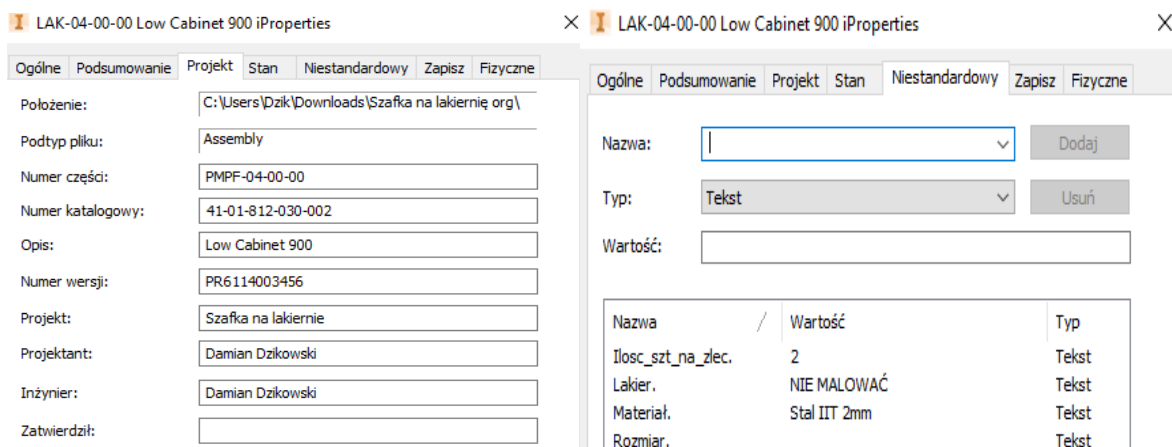 LAK-04-00-00 Low Cabinet 900 iProperties
Ogólne Podsumowanie Projekt Stan Niestandardowy Zapisz Fizyczne
Położenie: C:\Users\Dzik\Downloads\Szafka na lakiernię org\
Podtyp pliku: Assembly
Numer części: PMPF-04-00-00
Numer katalogowy: 41-01-812-030-002
Opis: Low Cabinet 900
Numer wersji: PR6114003456
Projekt: Szafka na lakiernie
Projektant: Damian Dzikowski
Inżynier: Damian Dzikowski
Zatwierdził:
LAK-04-00-00 Low Cabinet 900 iProperties
Ogólne Podsumowanie Projekt Stan Niestandardowy Zapisz Fizyczne
Nazwa: Dodaj
Typ: Tekst Usuń
Wartość:
Nazwa Wartość Typ
Ilosc_szt_na_zlec. 2 Tekst
Lakier. NIE MALOWAĆ Tekst
Materiał. Stal IIT 2mm Tekst
Rozmiar. Tekst